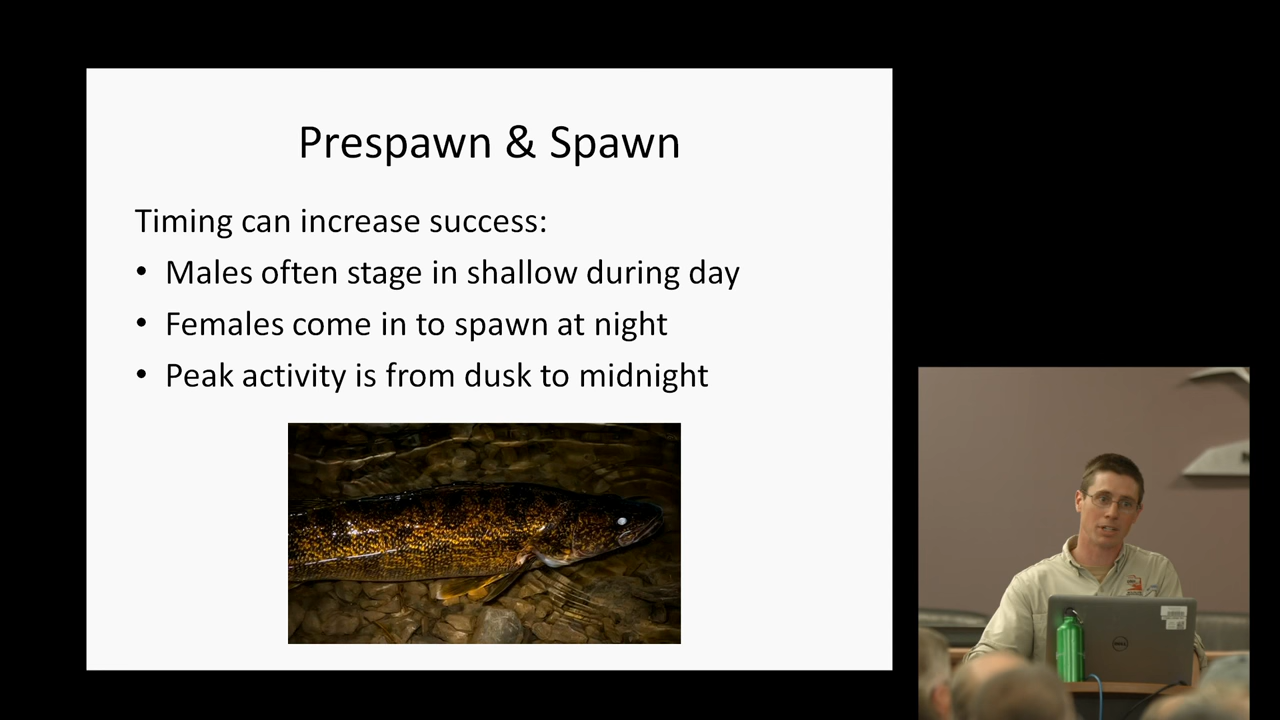 Prespawn & Spawn
Timing can increase success:
• Males often stage in shallow during day
• Females come in to spawn at night
• Peak activity is from dusk to midnight
DELL